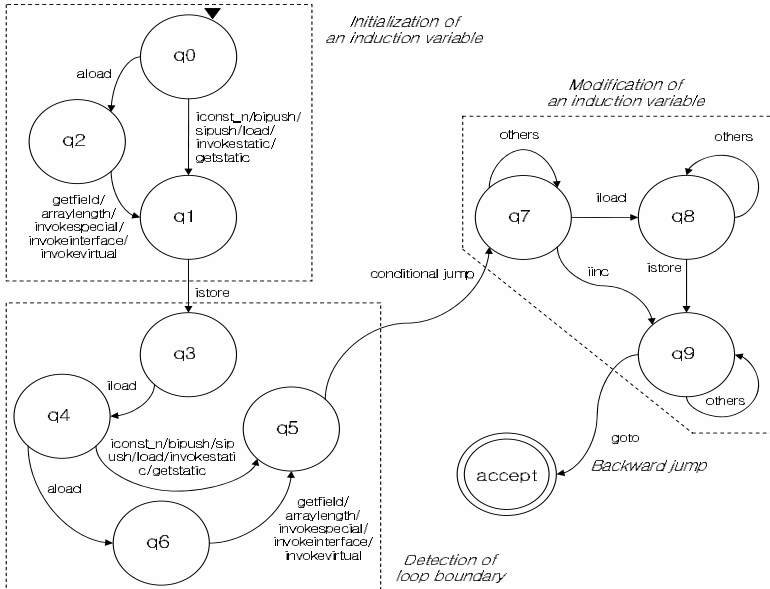 Initialization of
an induction variable
q0
aload
iconst_n/bipush/
sipush/load/
invokestatic/
getstatic
q2
getfield/
arraylength/
invokespecial/
invokeinterface/
invokevirtual
q1
istore
Modification of
an induction variable
others
others
q7
iload
q8
iinc
istore
conditional jump
q9
others
goto
accept
Backward jump
q3
iload
q4
iconst_n/bipush/sip
ush/load/invokestati
c/getstatic
q5
aload
q6
getfield/
arraylength/
invokespecial/
invokeinterface/
invokevirtual
Detection of
loop boundary